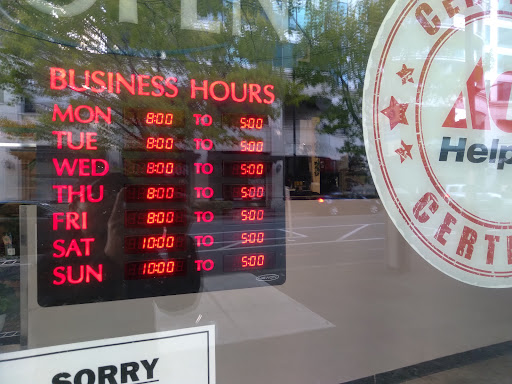 OPEN
BUSINESS HOURS
MON 8:00 TO 5:00
TUE 8:00 TO 5:00
WED 8:00 TO 5:00
THU 8:00 TO 5:00
FRI 8:00 TO 5:00
SAT 10:00 TO 5:00
SUN 10:00 TO 5:00
Help
CERT
SORRY